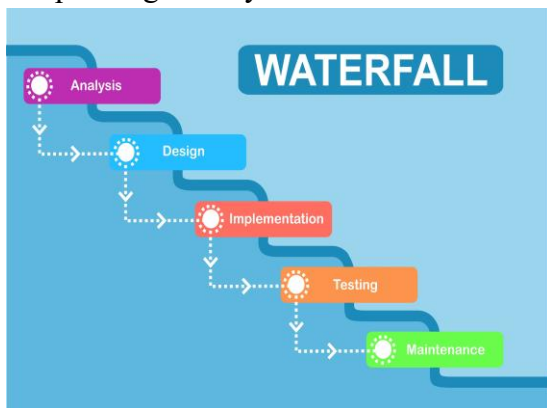 WATERFALL
Analysis
Design
Implementation
Testing
Maintenance